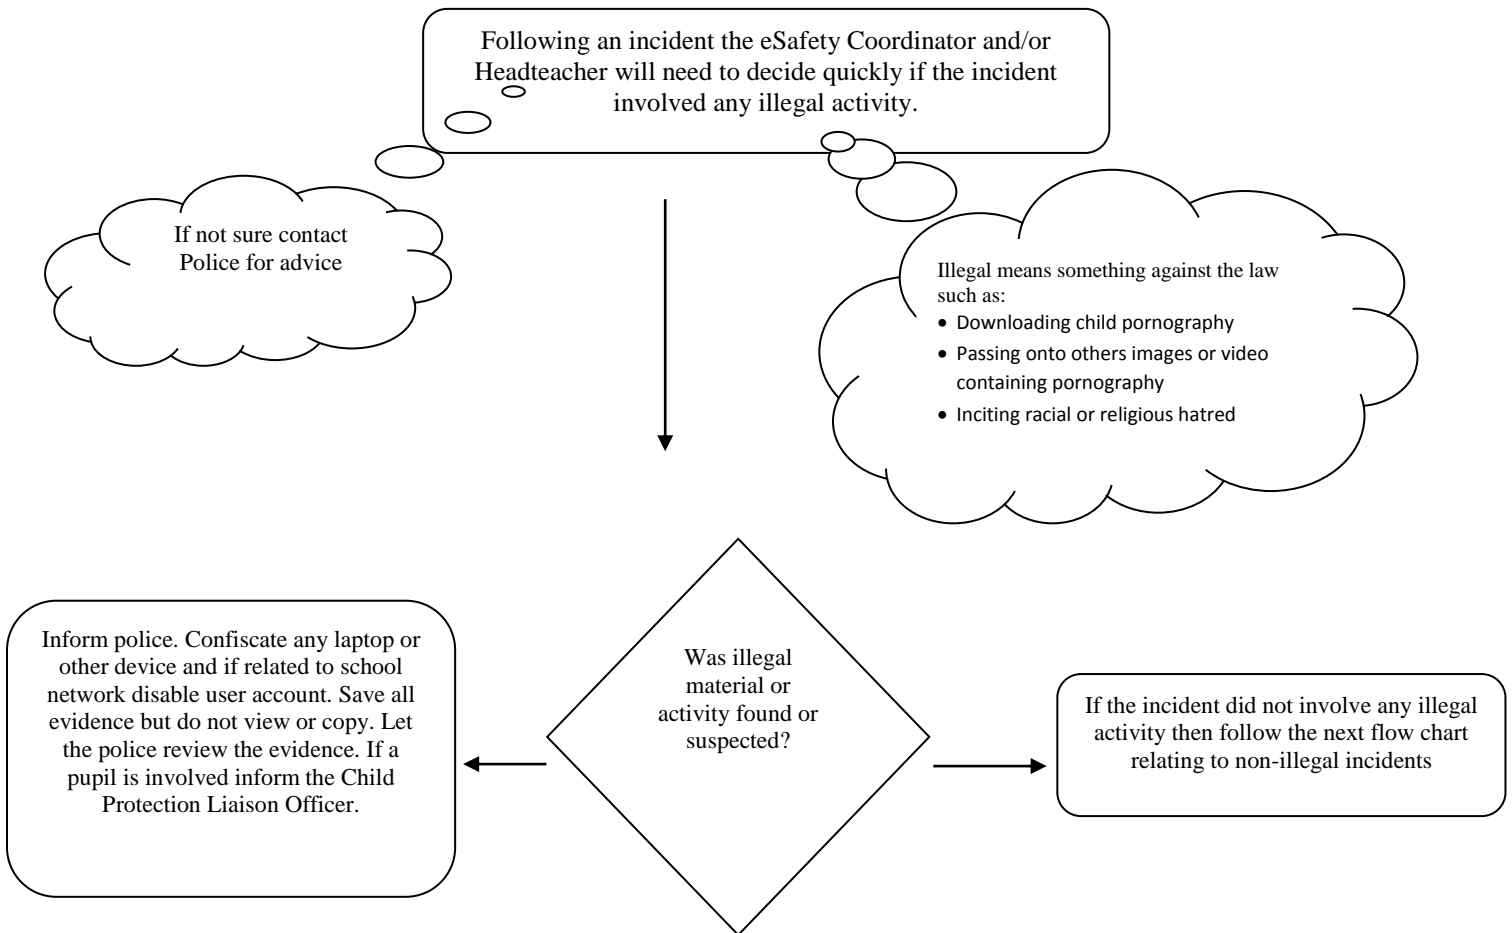 Following an incident the eSafety Coordinator and/or
Headteacher will need to decide quickly if the incident
involved any illegal activity.
If not sure contact
Police for advice
Illegal means something against the law
such as:
• Downloading child pornography
• Passing onto others images or video
containing pornography
• Inciting racial or religious hatred
Inform police. Confiscate any laptop or
other device and if related to school
network disable user account. Save all
evidence but do not view or copy. Let
the police review the evidence. If a
pupil is involved inform the Child
Protection Liaison Officer.
Was illegal
material or
activity found or
suspected?
If the incident did not involve any illegal
activity then follow the next flow chart
relating to non-illegal incidents